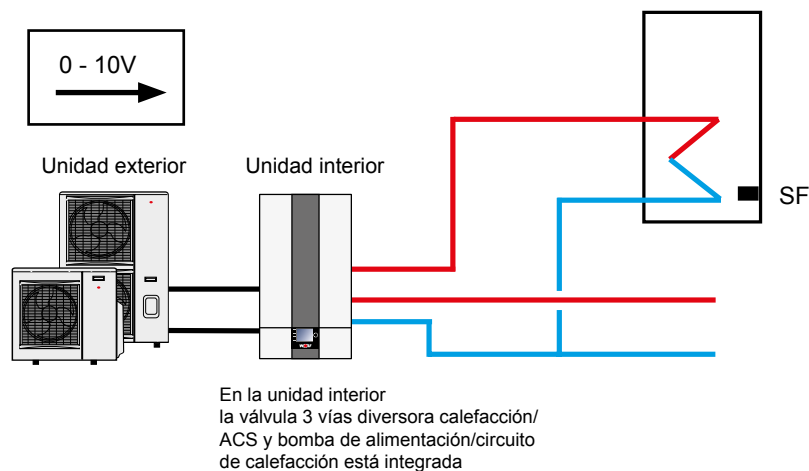 0 - 10V
Unidad exterior
Unidad interior
SF
WOLF
En la unidad interior
la válvula 3 vías diversora calefacción/
ACS y bomba de alimentación/circuito
de calefacción está integrada